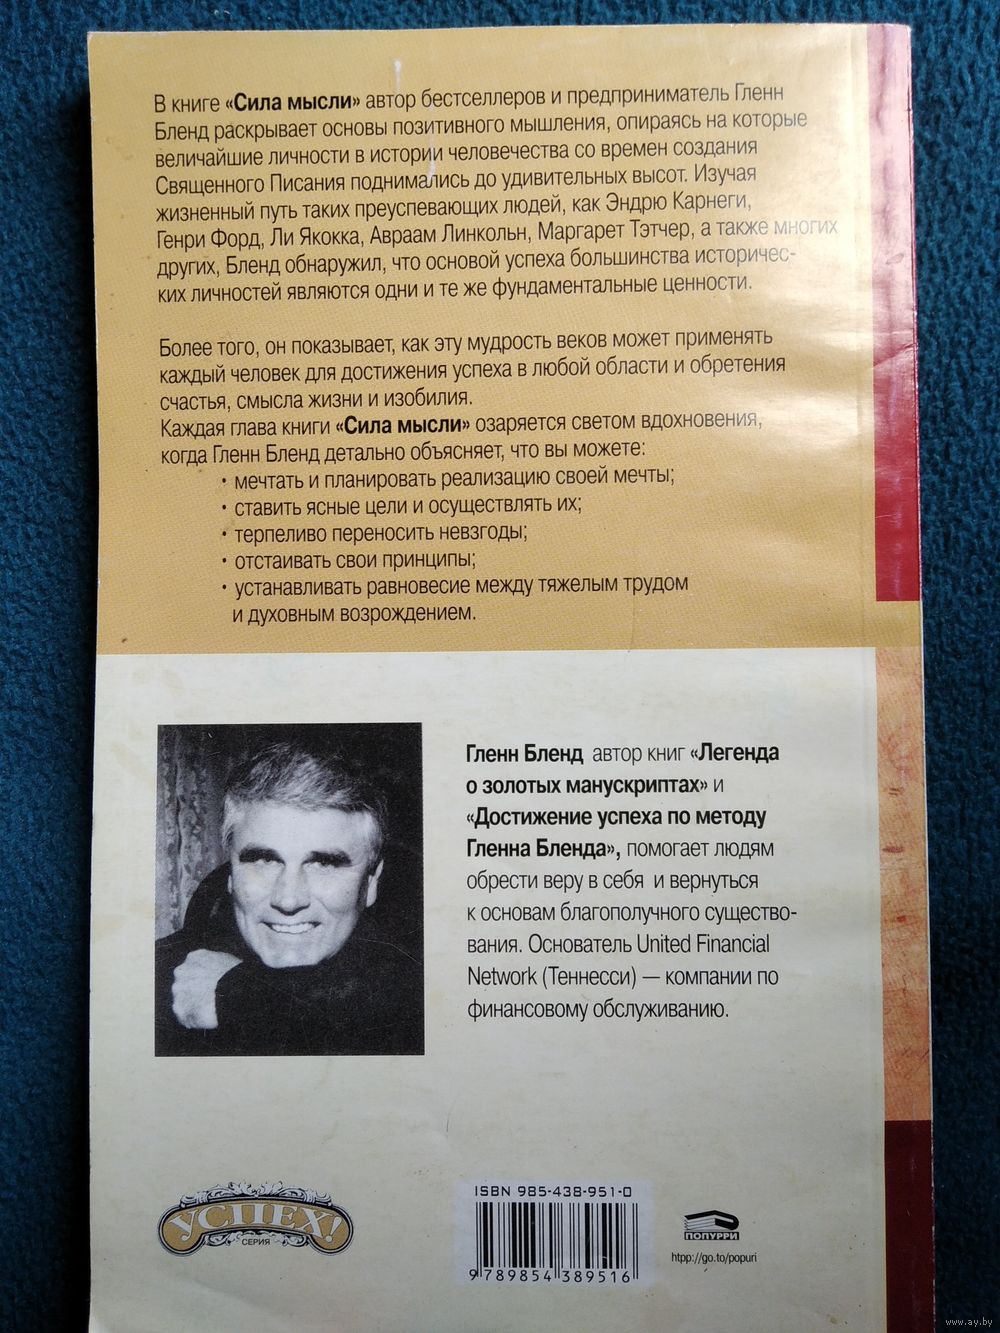 В книге «Сила мысли» автор бестселлеров и предприниматель Гленн
Бленд раскрывает основы позитивного мышления, опираясь на которые
величайшие личности в истории человечества со времен создания
Священного Писания поднимались до удивительных высот. Изучая
жизненный путь таких преуспевающих людей, как Эндрю Карнеги,
Генри Форд, Ли Якокка, Авраам Линкольн, Маргарет Тэтчер, а также многих
других, Бленд обнаружил, что основой успеха большинства историчес-
ких личностей являются одни и те же фундаментальные ценности.
Более того, он показывает, как эту мудрость веков может применять
каждый человек для достижения успеха в любой области и обретения
счастья, смысла жизни и изобилия.
Каждая глава книги «Сила мысли» озаряется светом вдохновения,
когда Гленн Бленд детально объясняет, что вы можете:
• мечтать и планировать реализацию своей мечты;
• ставить ясные цели и осуществлять их;
• терпеливо переносить невзгоды;
• отстаивать свои принципы;
• устанавливать равновесие между тяжелым трудом
и духовным возрождением.
Гленн Бленд автор книг «Легенда
о золотых манускриптах» и
«Достижение успеха по методу
Гленна Бленда», помогает людям
обрести веру в себя и вернуться
к основам благополучного существо-
вания. Основатель United Financial
Network (Теннесси) — компании по
финансовому обслуживанию.
УСПЕХ!
СЕРИЯ
ISBN 985-438-951-0
9 789854 389516
ПОПУРРИ
htpp://go.to/popuri
www.ay.by